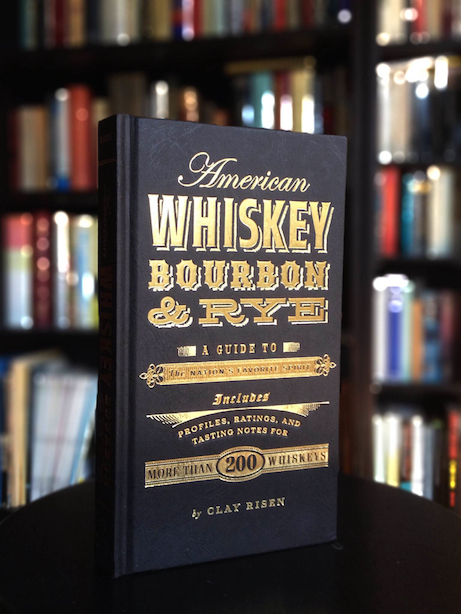 American
WHISKEY
BOURBON
& RYE
A GUIDE TO
The NATION'S FAVORITE SPIRIT
Includes
PROFILES, RATINGS, AND
TASTING NOTES FOR
MORE THAN 200 WHISKEYS
by CLAY RISEN
WHISKEY